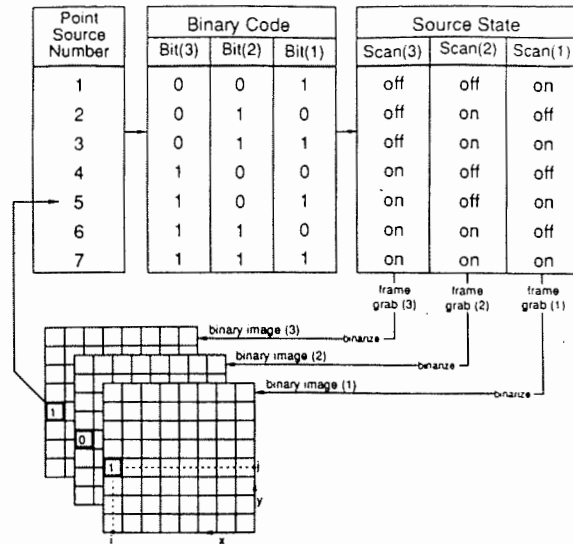 Point Source Number
Binary Code
Source State
Bit(3) Bit(2) Bit(1)
Scan(3) Scan(2) Scan(1)
1 0 0 1 off off on
2 0 1 0 off on off
3 0 1 1 off on on
4 1 0 0 on off off
5 1 0 1 on off on
6 1 1 0 on on off
7 1 1 1 on on on
frame grab (3)
frame grab (2)
frame grab (1)
binary image (3) binarize
binary image (2) binarize
binary image (1) binarize
1
0
1
j
y
i x